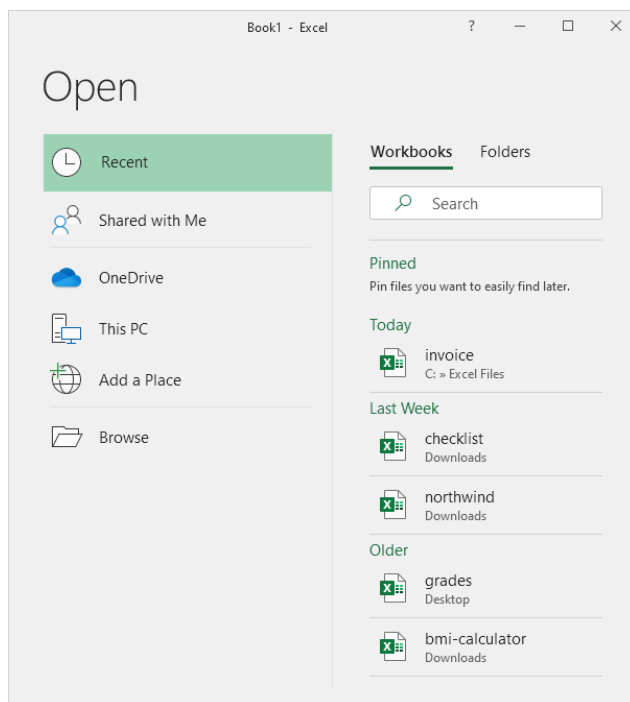 Book1 - Excel
?
Open
Recent
Shared with Me
OneDrive
This PC
Add a Place
Browse
Workbooks Folders
Search
Pinned
Pin files you want to easily find later.
Today
invoice
C: » Excel Files
Last Week
checklist
Downloads
northwind
Downloads
Older
grades
Desktop
bmi-calculator
Downloads